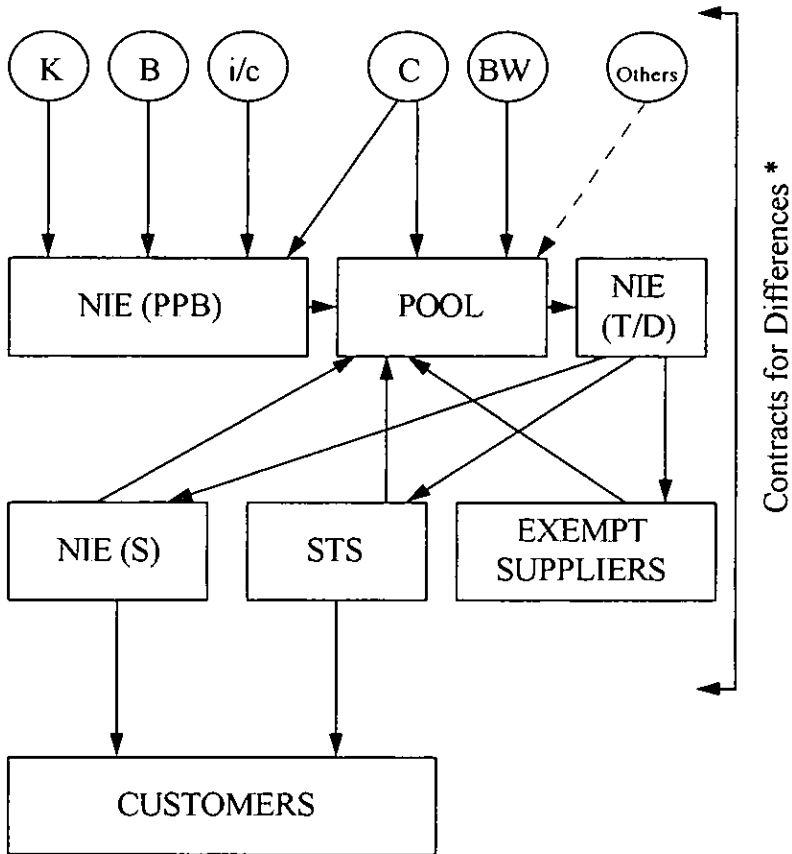 K
B
i/c
C
BW
Others
NIE (PPB)
POOL
NIE
(T/D)
NIE (S)
STS
EXEMPT
SUPPLIERS
CUSTOMERS
Contracts for Differences *